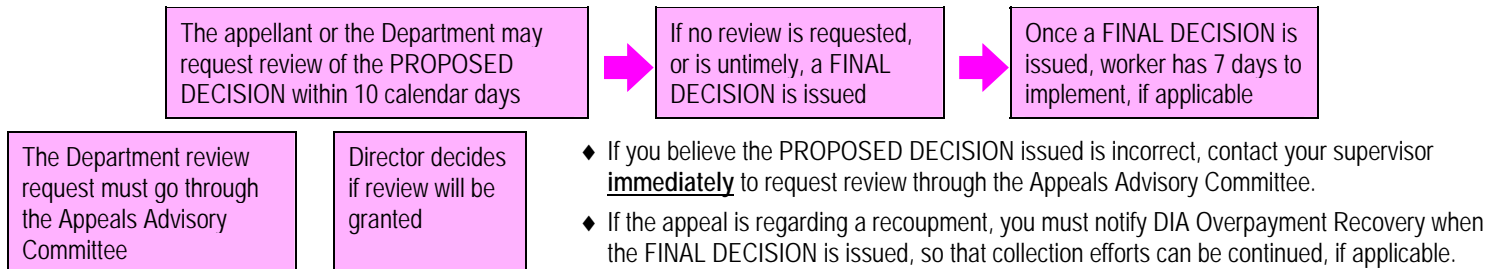 The appellant or the Department may
request review of the PROPOSED
DECISION within 10 calendar days
If no review is requested,
or is untimely, a FINAL
DECISION is issued
Once a FINAL DECISION is
issued, worker has 7 days to
implement, if applicable
The Department review
request must go through
the Appeals Advisory
Committee
Director decides
if review will be
granted
♦ If you believe the PROPOSED DECISION issued is incorrect, contact your supervisor
immediately to request review through the Appeals Advisory Committee.
♦ If the appeal is regarding a recoupment, you must notify DIA Overpayment Recovery when
the FINAL DECISION is issued, so that collection efforts can be continued, if applicable.